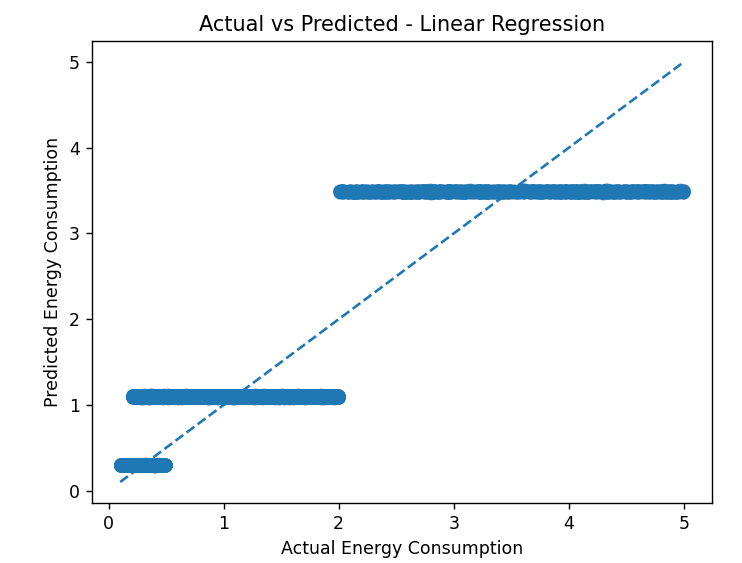 Actual vs Predicted - Linear Regression
5
4
3
2
1
0
Predicted Energy Consumption
0 1 2 3 4 5
Actual Energy Consumption